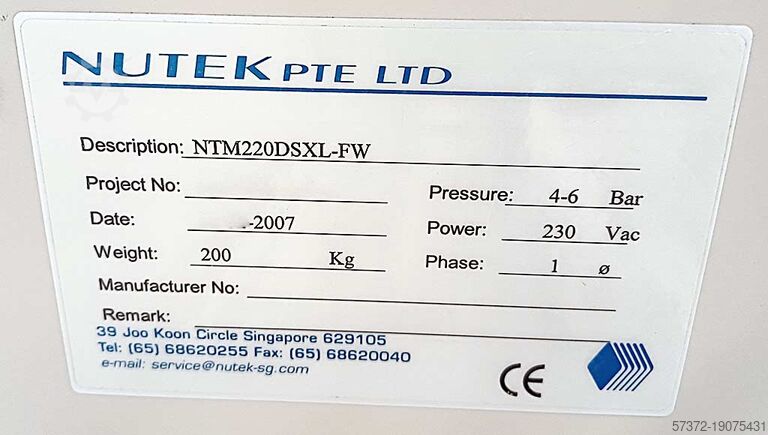 NUTEK PTE LTD
Description: NTM220DSXL-FW
Project No:
Pressure: 4-6 Bar
Date: -2007
Power: 230 Vac
Weight: 200 Kg
Phase: 1 ø
Manufacturer No:
Remark:
39 Joo Koon Circle Singapore 629105
Tel: (65) 68620255 Fax: (65) 68620040
e-mail: service@nutek-sg.com
CE
57372-19075431